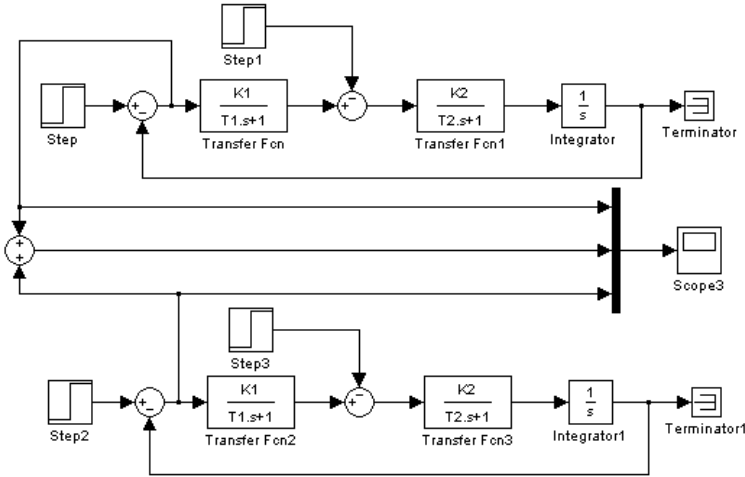 Step1
K1
T1.s+1
K2
T2.s+1
1
s
Step
Transfer Fcn
Transfer Fcn1
Integrator
Terminator
+
+
Scope3
Step3
K1
T1.s+1
K2
T2.s+1
1
s
Step2
Transfer Fcn2
Transfer Fcn3
Integrator1
Terminator1